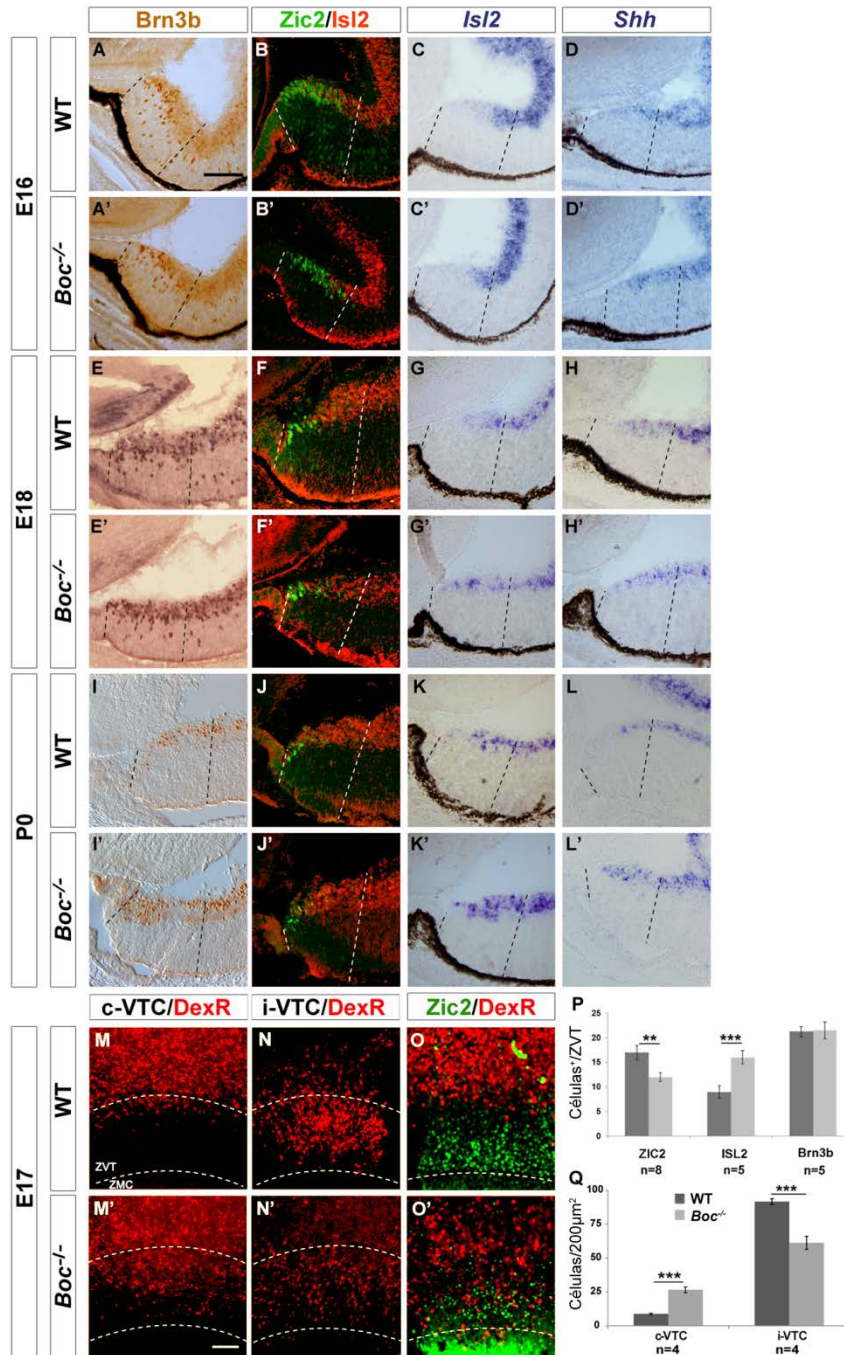 Brn3b Zic2/Isl2 Isl2 Shh
E16
WT
A B C D
Boc-/-
A' B' C' D'
E18
WT
E F G H
Boc-/-
E' F' G' H'
P0
WT
I J K L
Boc-/-
I' J' K' L'
c-VTC/DexR i-VTC/DexR Zic2/DexR
E17
WT
M N O
ZVT
ZMC
Boc-/-
M' N' O'
P
Células+/ZVT
25
20
15
10
5
0
** ***
ZIC2 ISL2 Brn3b
n=8 n=5 n=5
Q
Células/200µm2
100
75
50
25
0
WT
Boc-/-
*** ***
c-VTC i-VTC
n=4 n=4